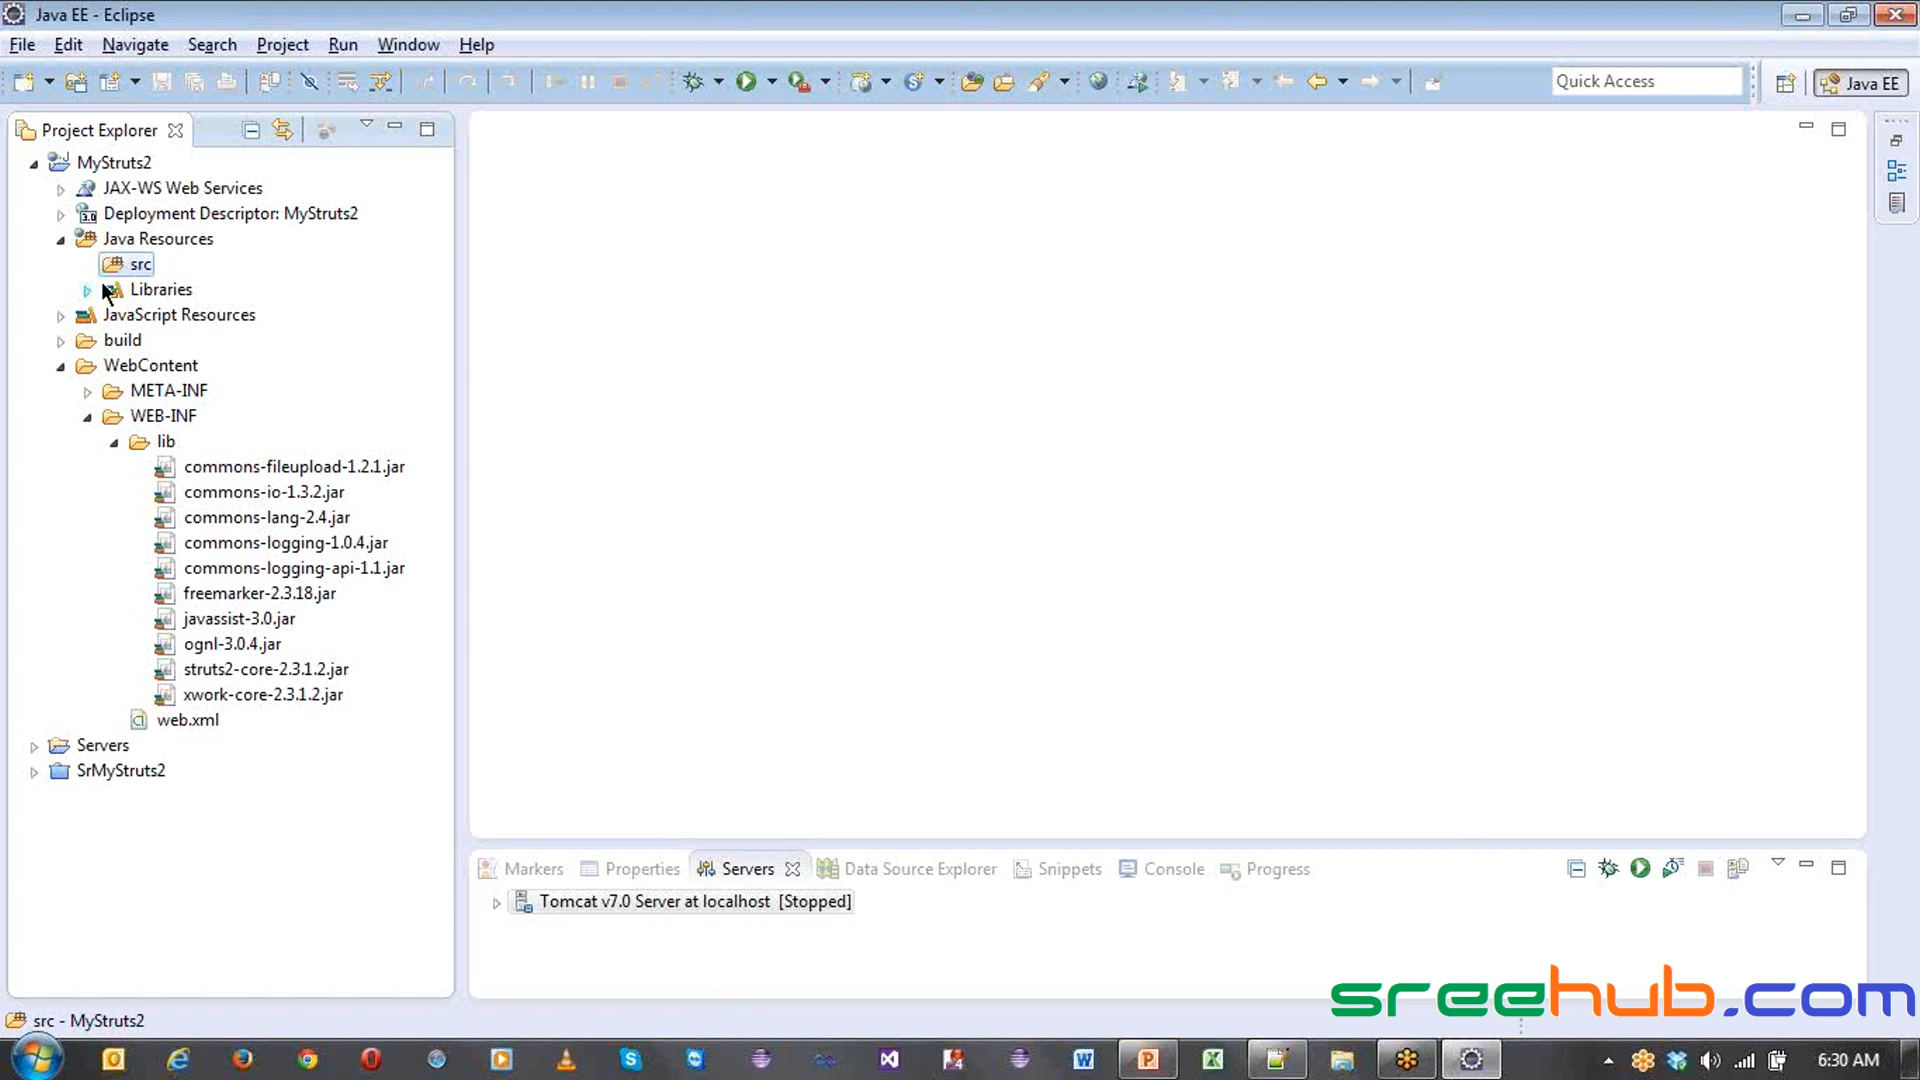 Java EE - Eclipse
File Edit Navigate Search Project Run Window Help
Quick Access
Java EE
Project Explorer
MyStruts2
JAX-WS Web Services
3.0 Deployment Descriptor: MyStruts2
Java Resources
src
Libraries
JavaScript Resources
build
WebContent
META-INF
WEB-INF
lib
commons-fileupload-1.2.1.jar
commons-io-1.3.2.jar
commons-lang-2.4.jar
commons-logging-1.0.4.jar
commons-logging-api-1.1.jar
freemarker-2.3.18.jar
javassist-3.0.jar
ognl-3.0.4.jar
struts2-core-2.3.1.2.jar
xwork-core-2.3.1.2.jar
web.xml
Servers
SrMyStruts2
Markers Properties Servers Data Source Explorer Snippets Console Progress
Tomcat v7.0 Server at localhost [Stopped]
sreehub.com
src - MyStruts2
6:30 AM